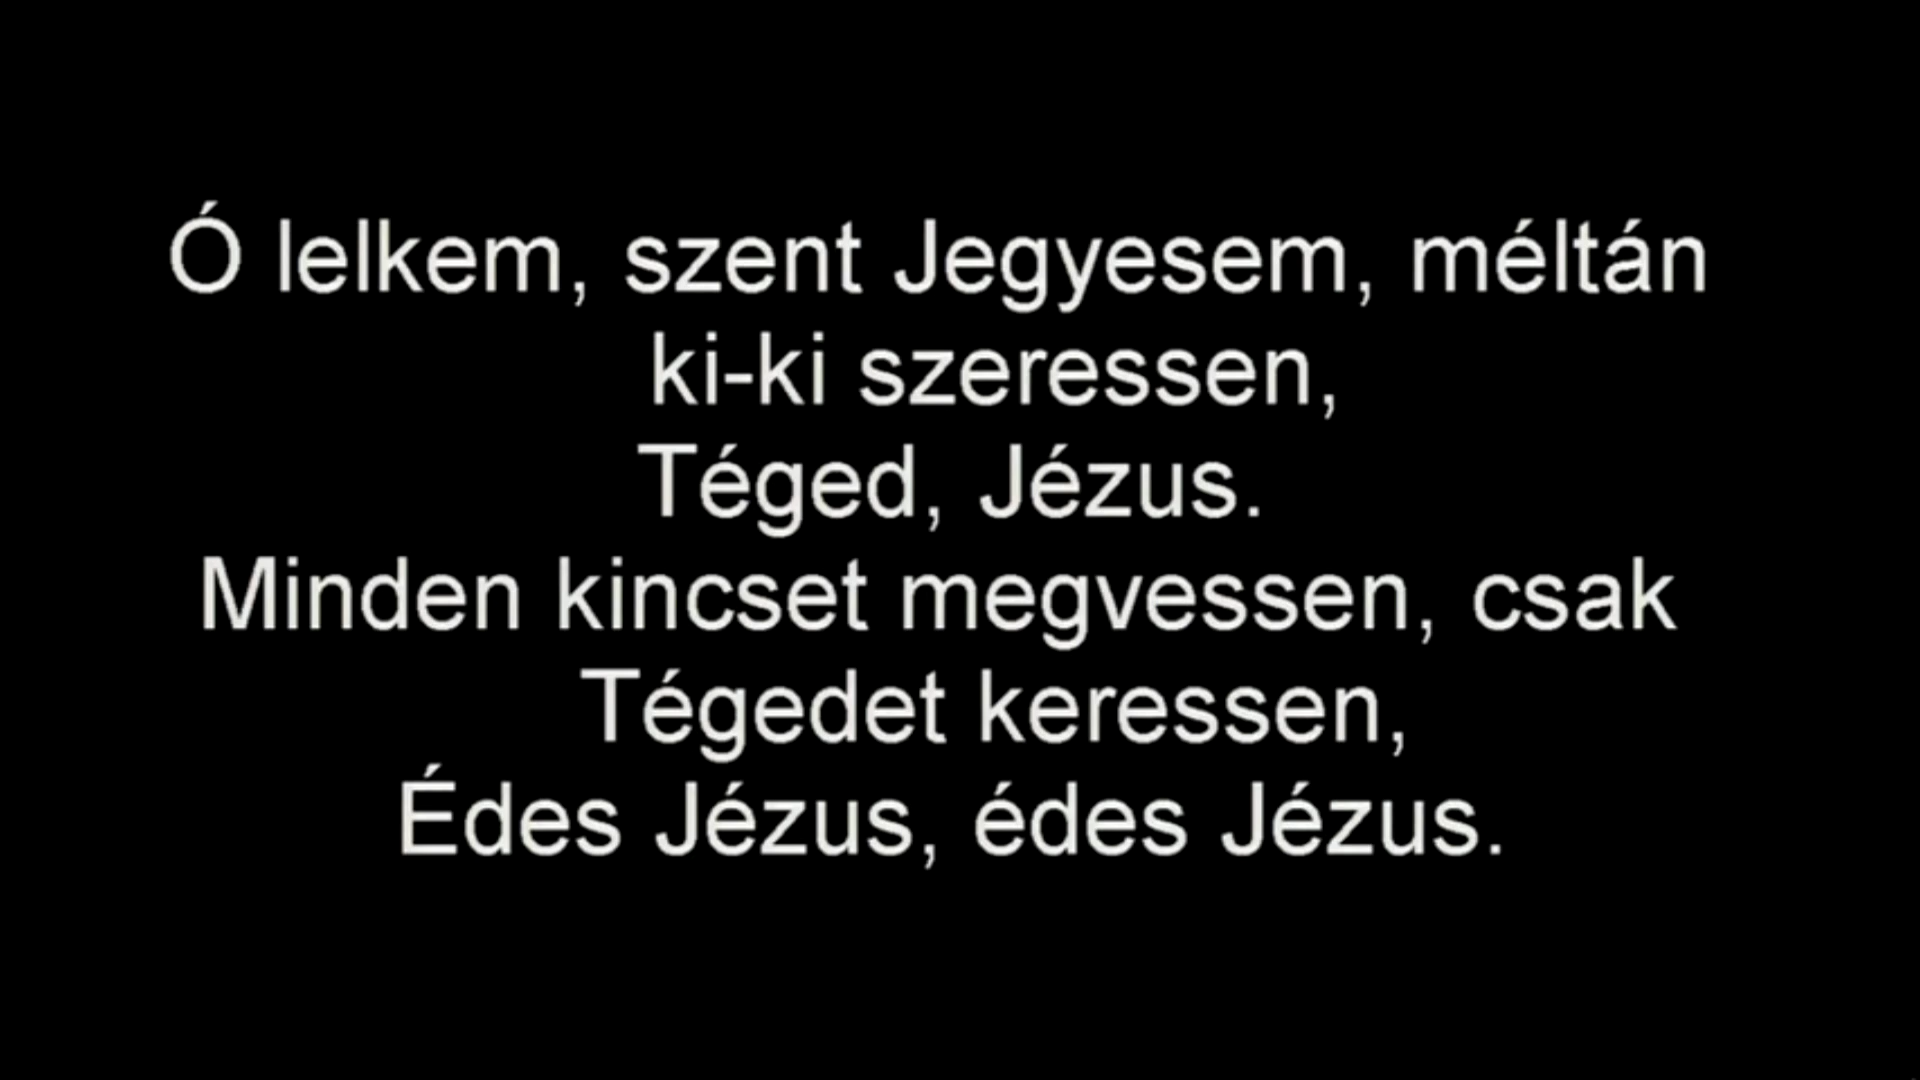 Ó lelkem, szent Jegyesem, méltán
ki-ki szeressen,
Téged, Jézus.
Minden kincset megvessen, csak
Tégedet keressen,
Édes Jézus, édes Jézus.